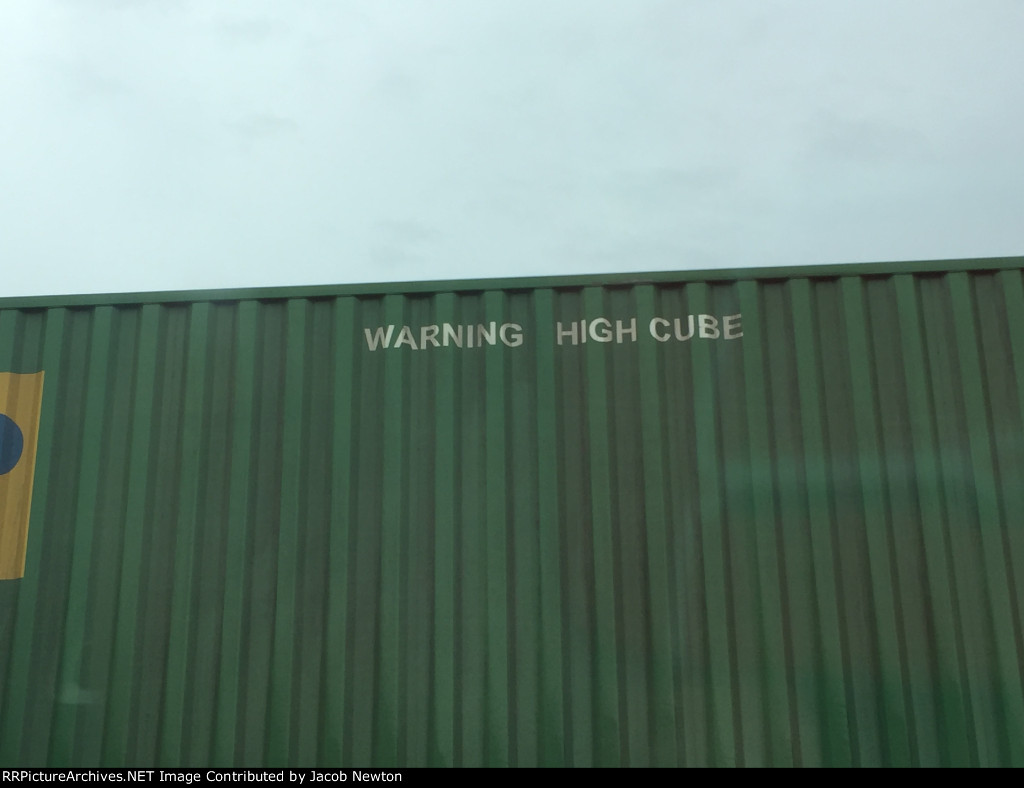 WARNING HIGH CUBE
RRPictureArchives.NET Image Contributed by Jacob Newton